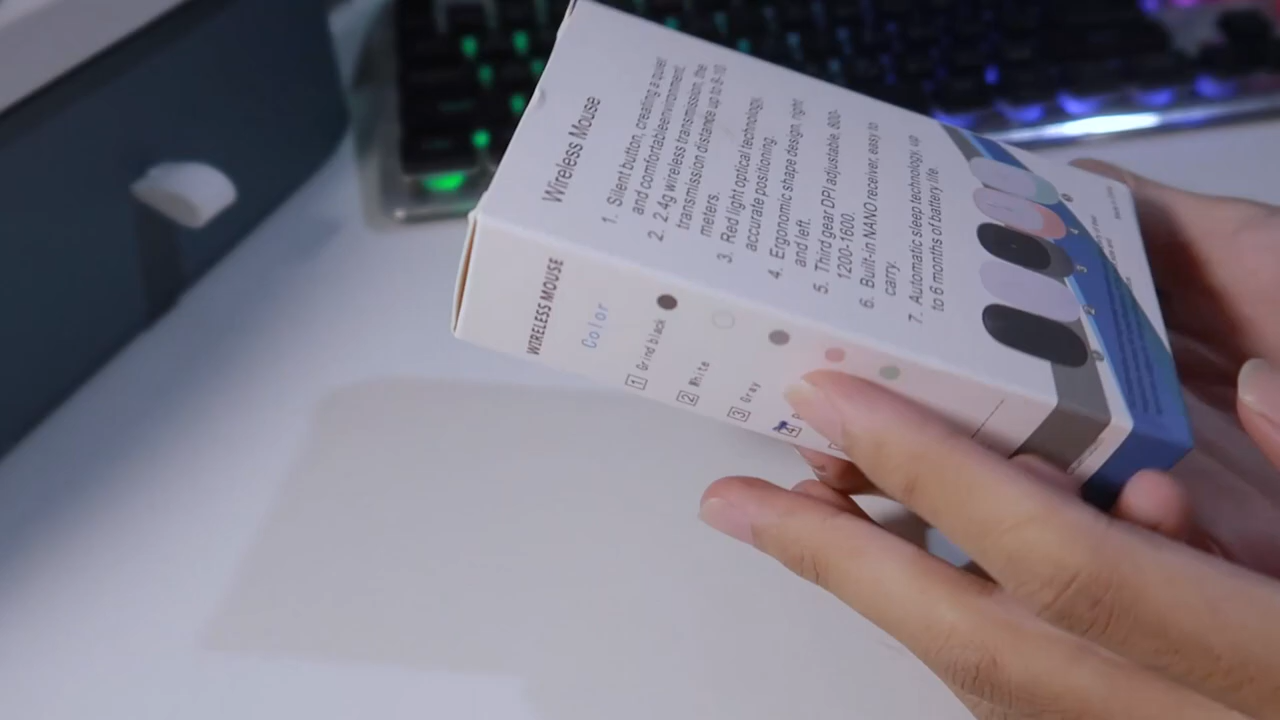 Wireless Mouse
1. Silent button, creating a quiet
and comfortableenvironment.
2. 2.4g wireless transmission, the
transmission distance up to 8-10
meters.
3. Red light optical technology,
accurate positioning.
4. Ergonomic shape design, right
and left.
5. Third gear DPI adjustable, 800-
1200-1600.
6. Built-in NANO receiver, easy to
carry.
7. Automatic sleep technology, up
to 6 months of battery life.
WIRELESS MOUSE
Color
1 Grind black
2 White
3 Gray
4 P